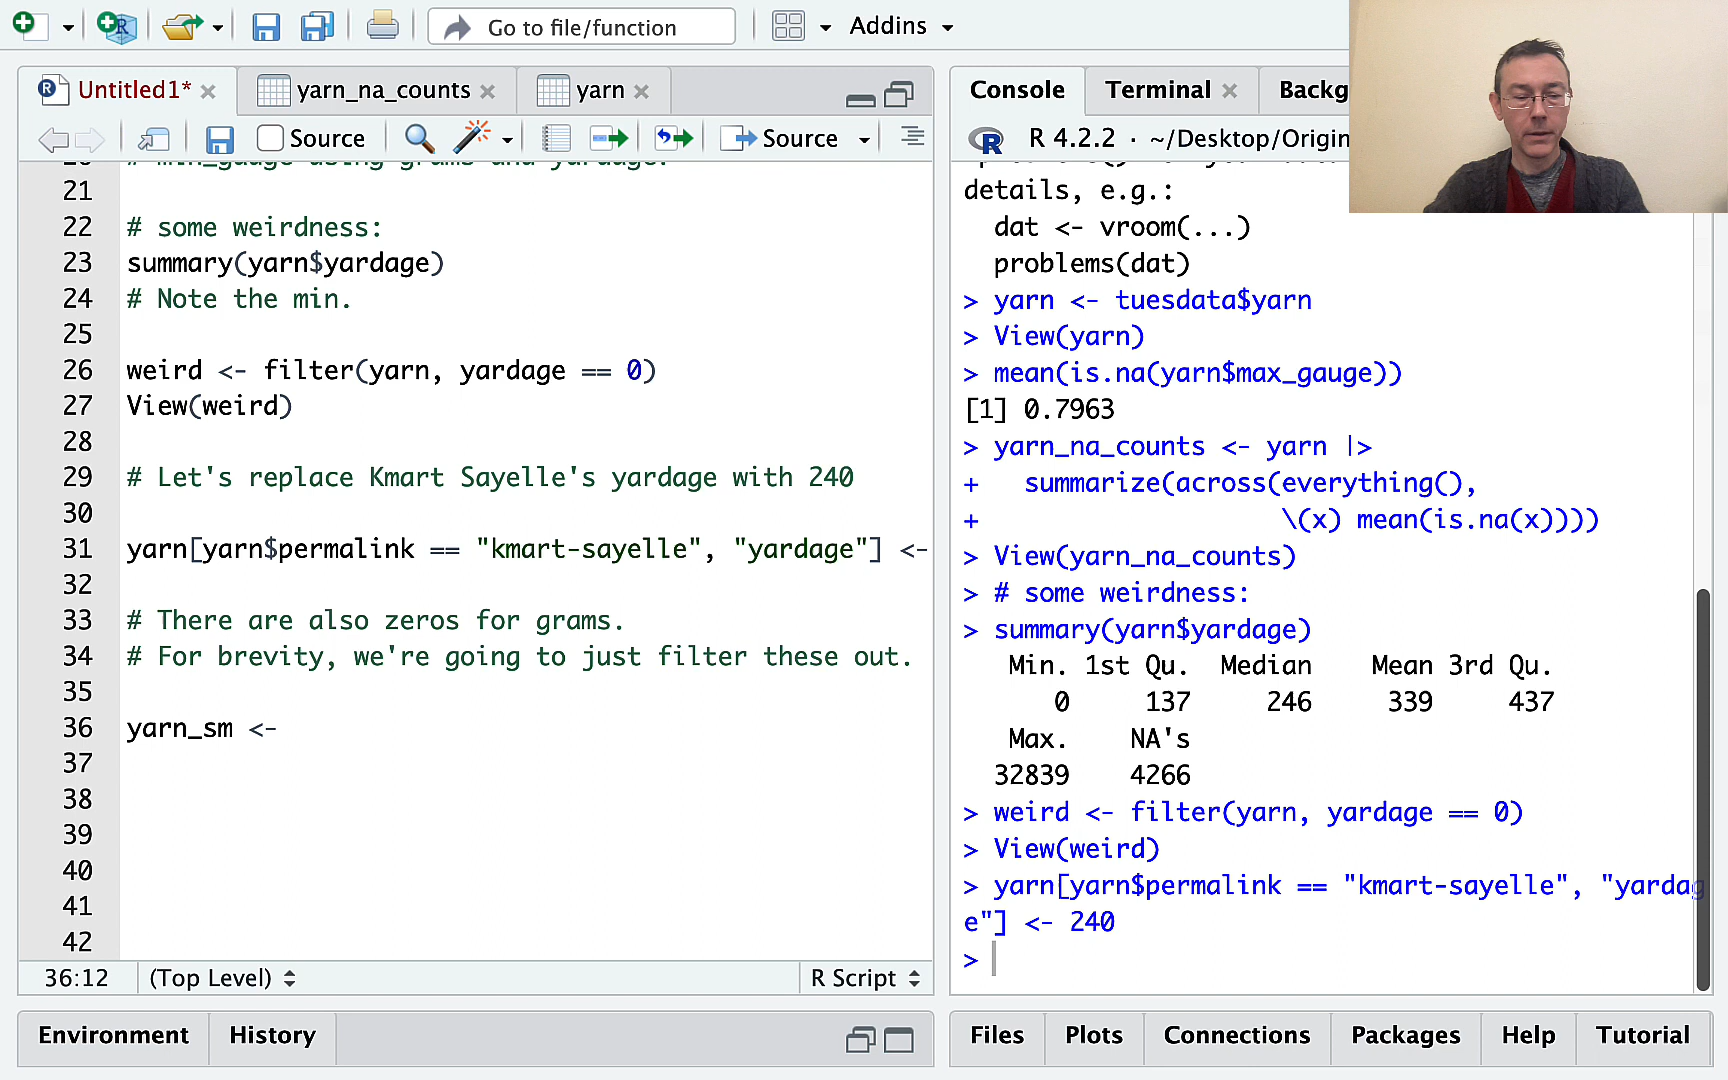 Go to file/function
Addins
Untitled1*
yarn_na_counts
yarn
Source
Source
# min_gauge using grams and yardage.
21
22 # some weirdness:
23 summary(yarn$yardage)
24 # Note the min.
25
26 weird <- filter(yarn, yardage == 0)
27 View(weird)
28
29 # Let's replace Kmart Sayelle's yardage with 240
30
31 yarn[yarn$permalink == "kmart-sayelle", "yardage"] <-
32
33 # There are also zeros for grams.
34 # For brevity, we're going to just filter these out.
35
36 yarn_sm <-
37
38
39
40
41
42
36:12 (Top Level) R Script
Environment History
Console Terminal Backg
R 4.2.2 · ~/Desktop/Origin
details, e.g.:
dat <- vroom(...)
problems(dat)
> yarn <- tuesdata$yarn
> View(yarn)
> mean(is.na(yarn$max_gauge))
[1] 0.7963
> yarn_na_counts <- yarn |>
+ summarize(across(everything(),
+ \(x) mean(is.na(x))))
> View(yarn_na_counts)
> # some weirdness:
> summary(yarn$yardage)
Min. 1st Qu. Median Mean 3rd Qu.
0 137 246 339 437
Max. NA's
32839 4266
> weird <- filter(yarn, yardage == 0)
> View(weird)
> yarn[yarn$permalink == "kmart-sayelle", "yardag
e"] <- 240
>
Files Plots Connections Packages Help Tutorial